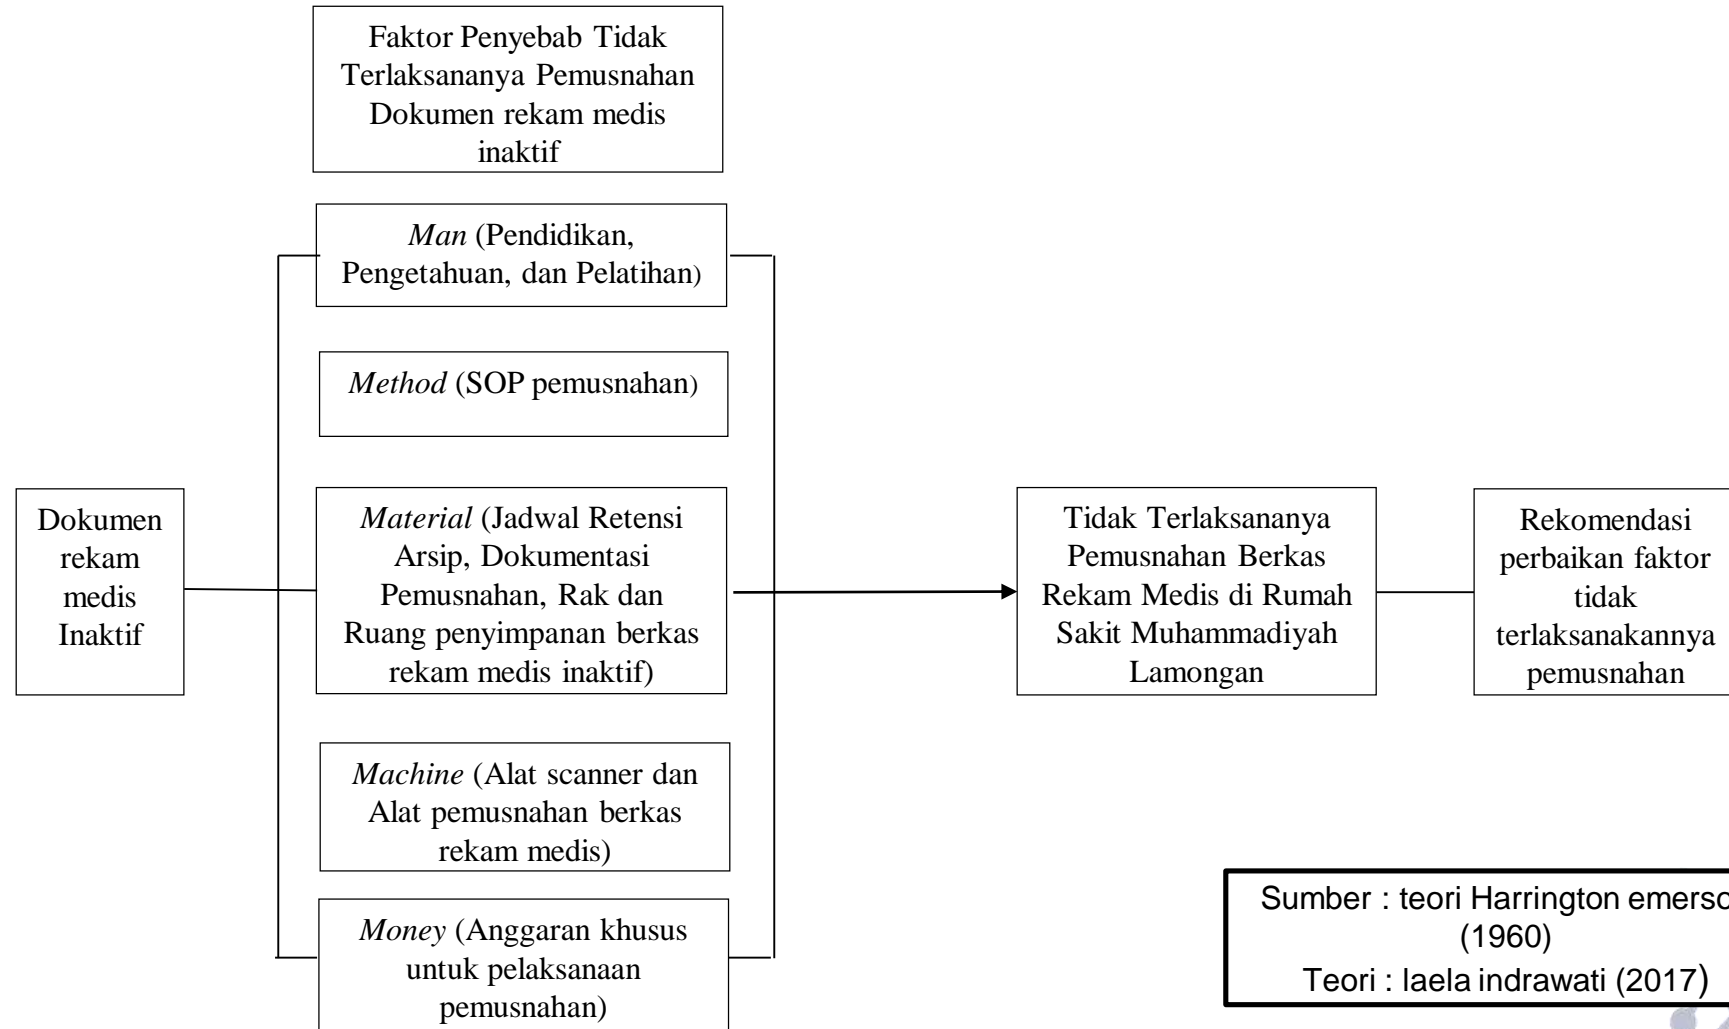 Faktor Penyebab Tidak
Terlaksananya Pemusnahan
Dokumen rekam medis
inaktif
Man (Pendidikan,
Pengetahuan, dan Pelatihan)
Method (SOP pemusnahan)
Dokumen
rekam
medis
Inaktif
Material (Jadwal Retensi
Arsip, Dokumentasi
Pemusnahan, Rak dan
Ruang penyimpanan berkas
rekam medis inaktif)
Tidak Terlaksananya
Pemusnahan Berkas
Rekam Medis di Rumah
Sakit Muhammadiyah
Lamongan
Rekomendasi
perbaikan faktor
tidak
terlaksanakannya
pemusnahan
Machine (Alat scanner dan
Alat pemusnahan berkas
rekam medis)
Money (Anggaran khusus
untuk pelaksanaan
pemusnahan)
Sumber : teori Harrington
(1960)
Teori : laela indrawati (2017)